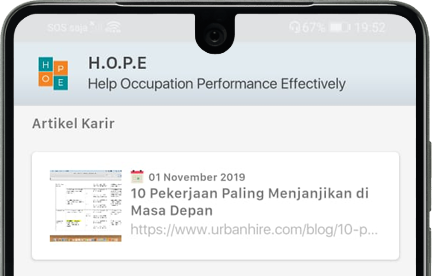 SOS saja
67% 19:52
H O P E
H.O.P.E
Help Occupation Performance Effectively
Artikel Karir
01 November 2019
10 Pekerjaan Paling Menjanjikan di
Masa Depan
https://www.urbanhire.com/blog/10-p...